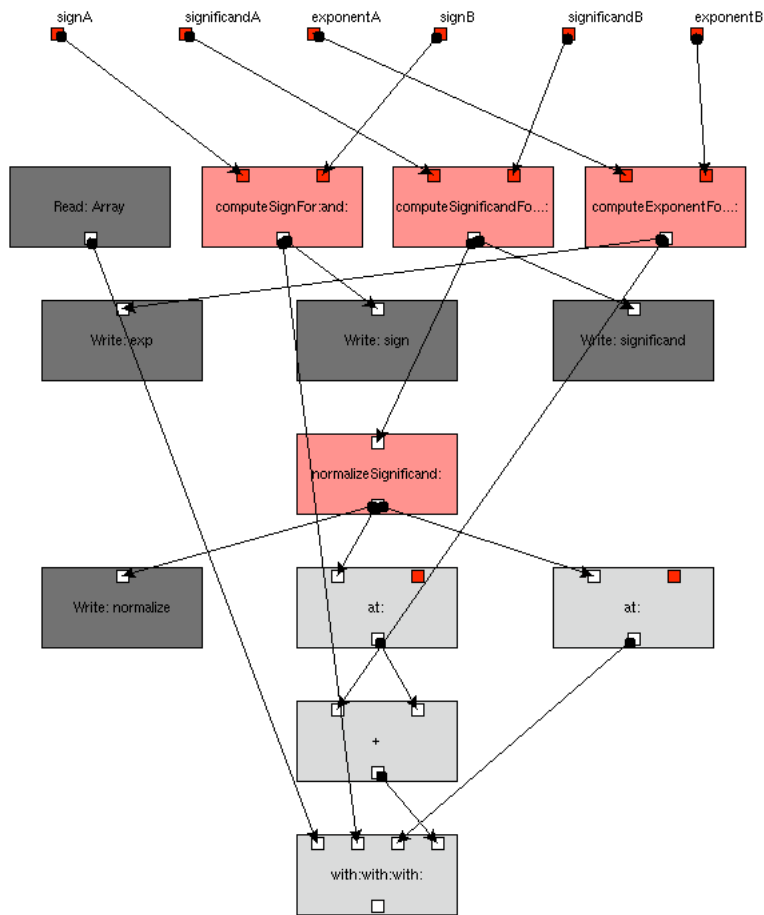 signA
significandA
exponentA
signB
significandB
exponentB
Read: Array
computeSignFor:and:
computeSignificandFo...:
computeExponentFo...:
Write: exp
Write: sign
Write: significand
normalizeSignificand:
Write: normalize
at:
at:
+
with:with:with: